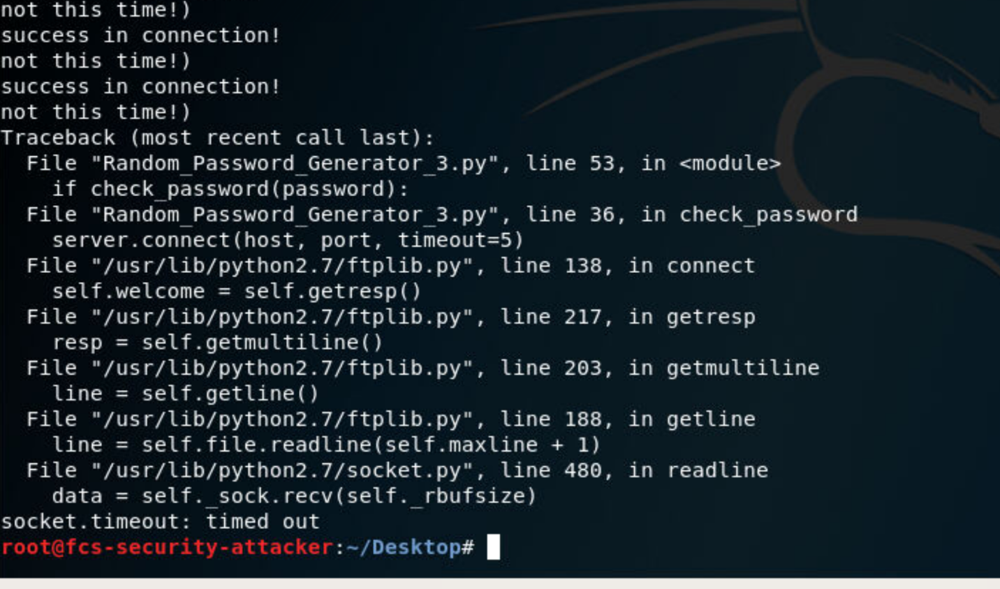 not this time!)
success in connection!
not this time!)
success in connection!
not this time!)
Traceback (most recent call last):
  File "Random_Password_Generator_3.py", line 53, in <module>
    if check_password(password):
  File "Random_Password_Generator_3.py", line 36, in check_password
    server.connect(host, port, timeout=5)
  File "/usr/lib/python2.7/ftplib.py", line 138, in connect
    self.welcome = self.getresp()
  File "/usr/lib/python2.7/ftplib.py", line 217, in getresp
    resp = self.getmultiline()
  File "/usr/lib/python2.7/ftplib.py", line 203, in getmultiline
    line = self.getline()
  File "/usr/lib/python2.7/ftplib.py", line 188, in getline
    line = self.file.readline(self.maxline + 1)
  File "/usr/lib/python2.7/socket.py", line 480, in readline
    data = self._sock.recv(self._rbufsize)
socket.timeout: timed out
root@fcs-security-attacker:~/Desktop#